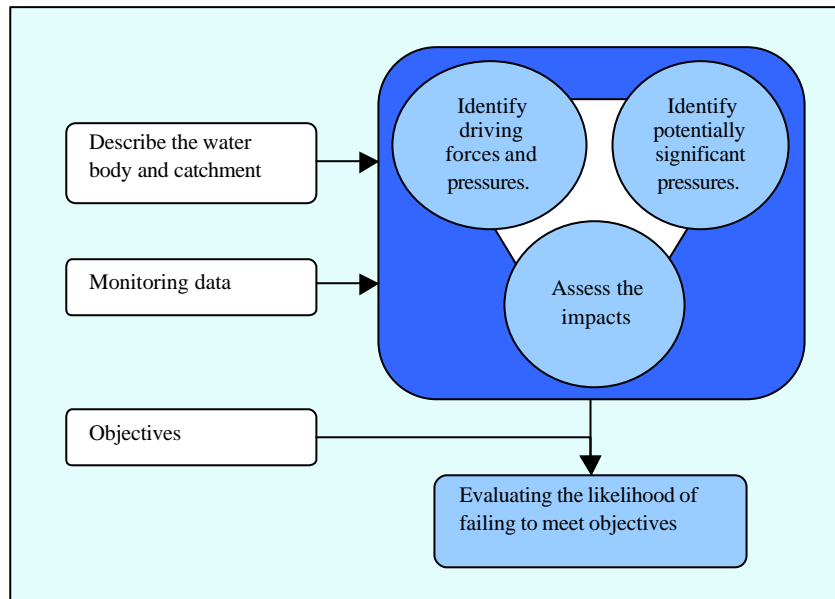 Identify
driving
forces and
pressures.
Identify
potentially
significant
pressures.
Describe the water
body and catchment
Monitoring data
Assess the
impacts
Objectives
Evaluating the likelihood of
failing to meet objectives